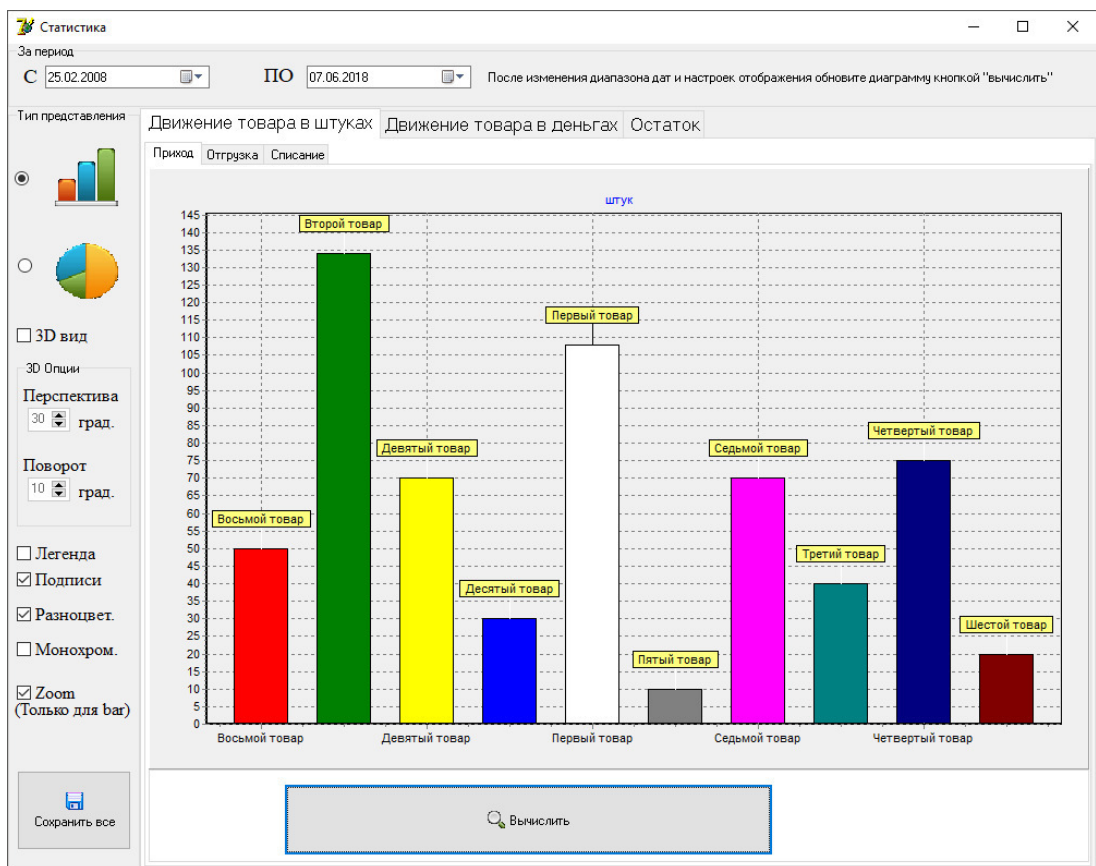 Статистика
За период
С 25.02.2008 ПО 07.06.2018 После изменения диапазона дат и настроек отображения обновите диаграмму кнопкой "вычислить"
Тип представления
3D вид
3D Опции
Перспектива
30 град.
Поворот
10 град.
Легенда
Подписи
Разноцвет.
Монохром.
Zoom
(Только для bar)
Сохранить все
Движение товара в штуках Движение товара в деньгах Остаток
Приход Отгрузка Списание
штук
145
140
135
130
125
120
115
110
105
100
95
90
85
80
75
70
65
60
55
50
45
40
35
30
25
20
15
10
5
0
Восьмой товар
Второй товар
Девятый товар
Десятый товар
Первый товар
Пятый товар
Седьмой товар
Третий товар
Четвертый товар
Шестой товар
Восьмой товар Девятый товар Первый товар Седьмой товар Четвертый товар
Вычислить